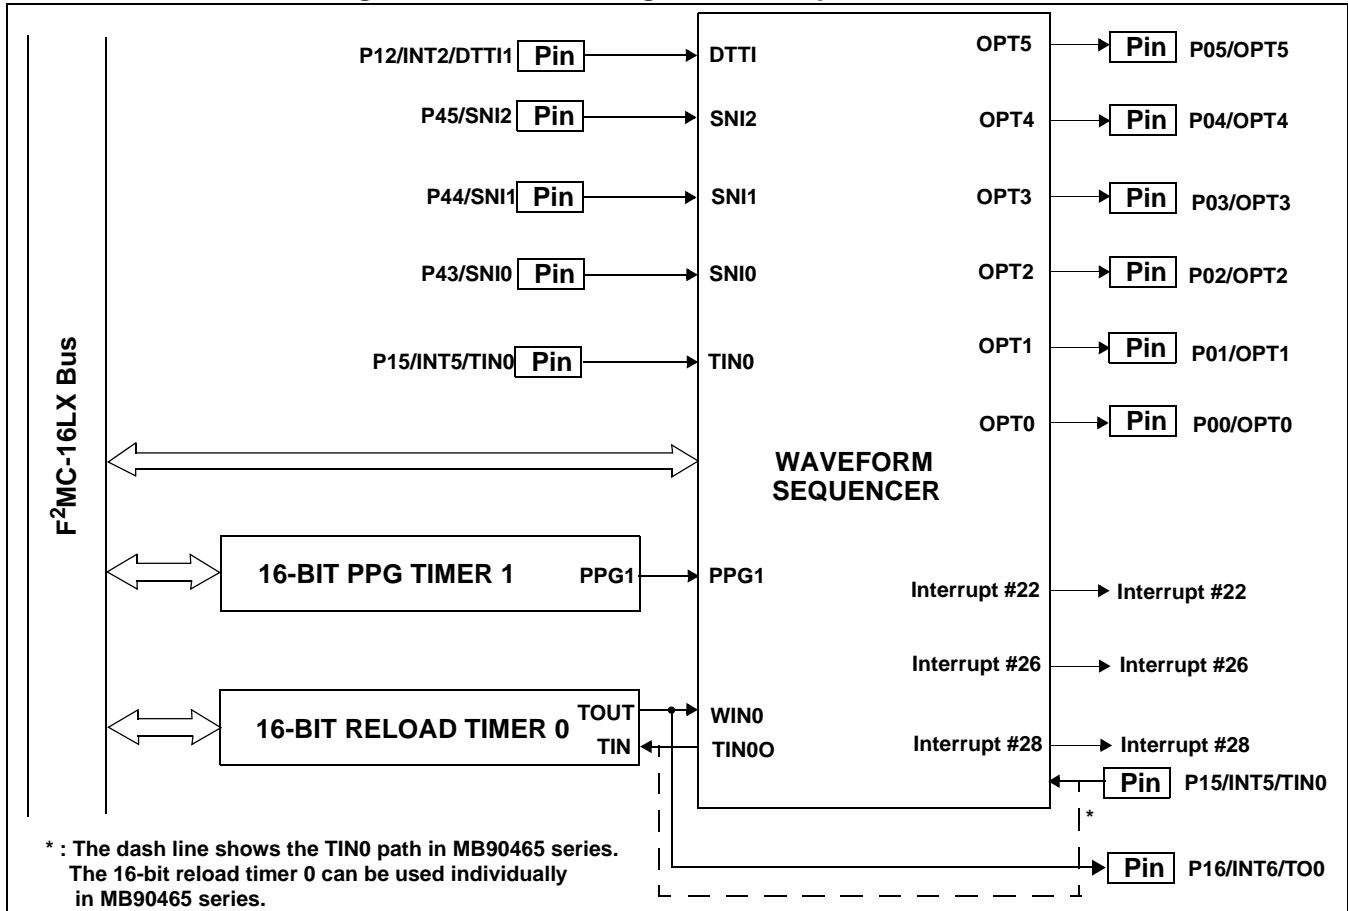 P12/INT2/DTTI1 Pin DTTI OPT5 Pin P05/OPT5
P45/SNI2 Pin SNI2 OPT4 Pin P04/OPT4
P44/SNI1 Pin SNI1 OPT3 Pin P03/OPT3
P43/SNI0 Pin SNI0 OPT2 Pin P02/OPT2
P15/INT5/TIN0 Pin TIN0 OPT1 Pin P01/OPT1
OPT0 Pin P00/OPT0
F²MC-16LX Bus
WAVEFORM
SEQUENCER
16-BIT PPG TIMER 1 PPG1 PPG1
Interrupt #22 Interrupt #22
Interrupt #26 Interrupt #26
16-BIT RELOAD TIMER 0 TOUT WIN0
TIN TIN0O
Interrupt #28 Interrupt #28
Pin P15/INT5/TIN0
*
Pin P16/INT6/TO0
* : The dash line shows the TIN0 path in MB90465 series.
The 16-bit reload timer 0 can be used individually
in MB90465 series.